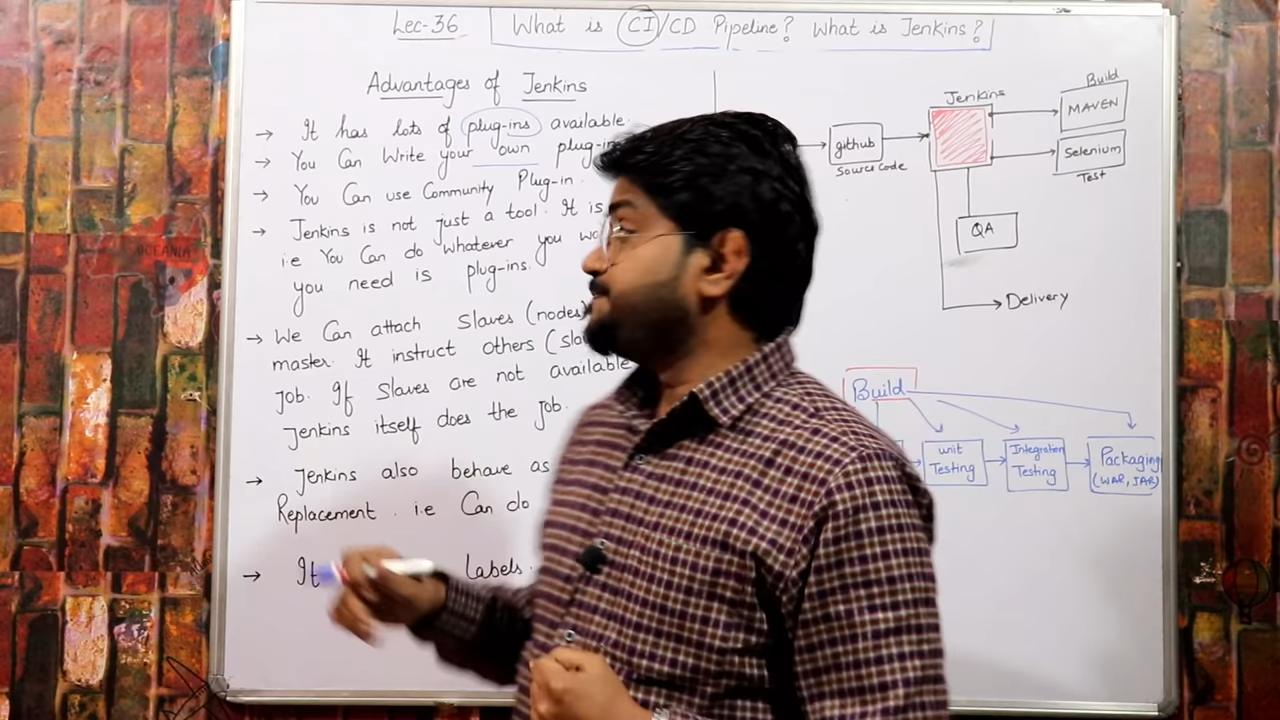 Lec-36
What is CI/CD Pipeline? What is Jenkins?
Advantages of Jenkins
→ It has lots of plug-ins available.
→ You Can Write your own plug-in
→ You Can use Community Plug-in.
→ Jenkins is not just a tool. It is
i.e You Can do whatever you
you need is plug-ins.
→ We Can attach Slaves (nodes)
master. It instruct others
Job. If Slaves are not available
Jenkins itself does the Job.
→ Jenkins also behave as
Replacement. i.e Can do
→ It
labels.
github
Source Code
Jenkins
Build
MAVEN
Selenium
Test
QA
Delivery
Build
unit
Testing
Integration
Testing
Packaging
(WAR, JAR)
OCEANIA